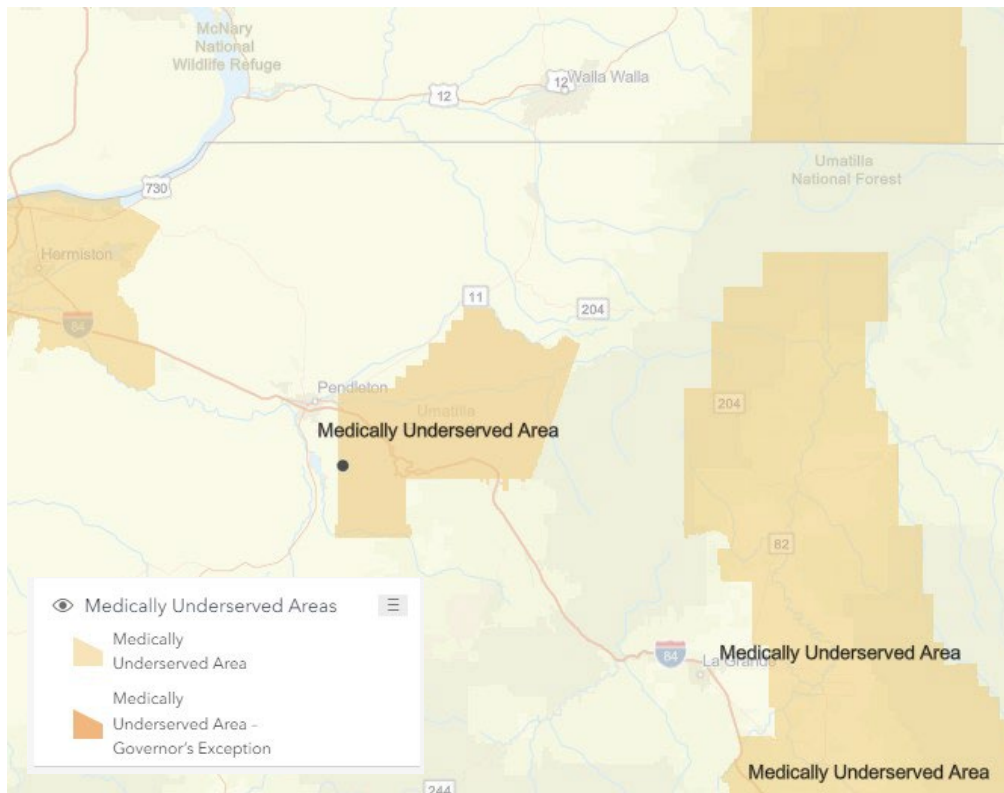 McNary
National
Wildlife Refuge
12
Walla Walla
12
Umatilla
National Forest
730
Hermiston
11
204
84
Pendleton
204
Umatilla
Medically Underserved Area
82
Medically Underserved Areas
Medically
Underserved Area
Medically
Underserved Area -
Governor's Exception
84
La Grande
Medically Underserved Area
Medically Underserved Area
244